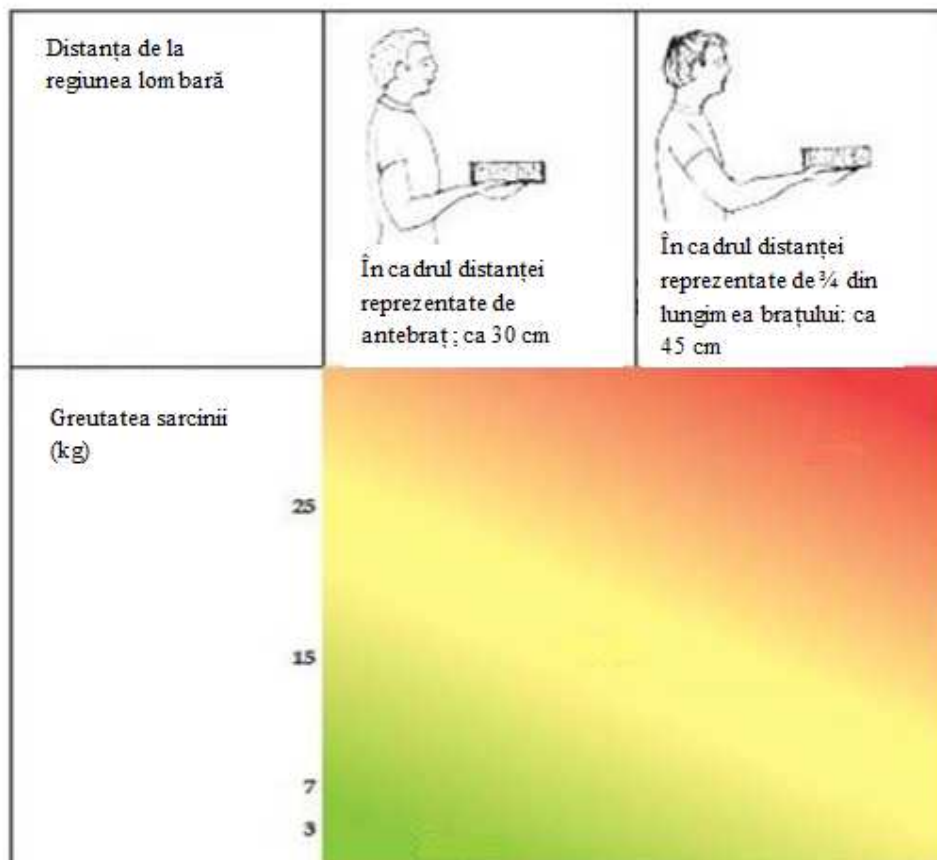 Distanța de la
regiunea lombară
În cadrul distanței
reprezentate de
antebraț; ca 30 cm
În cadrul distanței
reprezentate de ¾ din
lungimea brațului: ca
45 cm
Greutatea sarcinii
(kg)
25
15
7
3